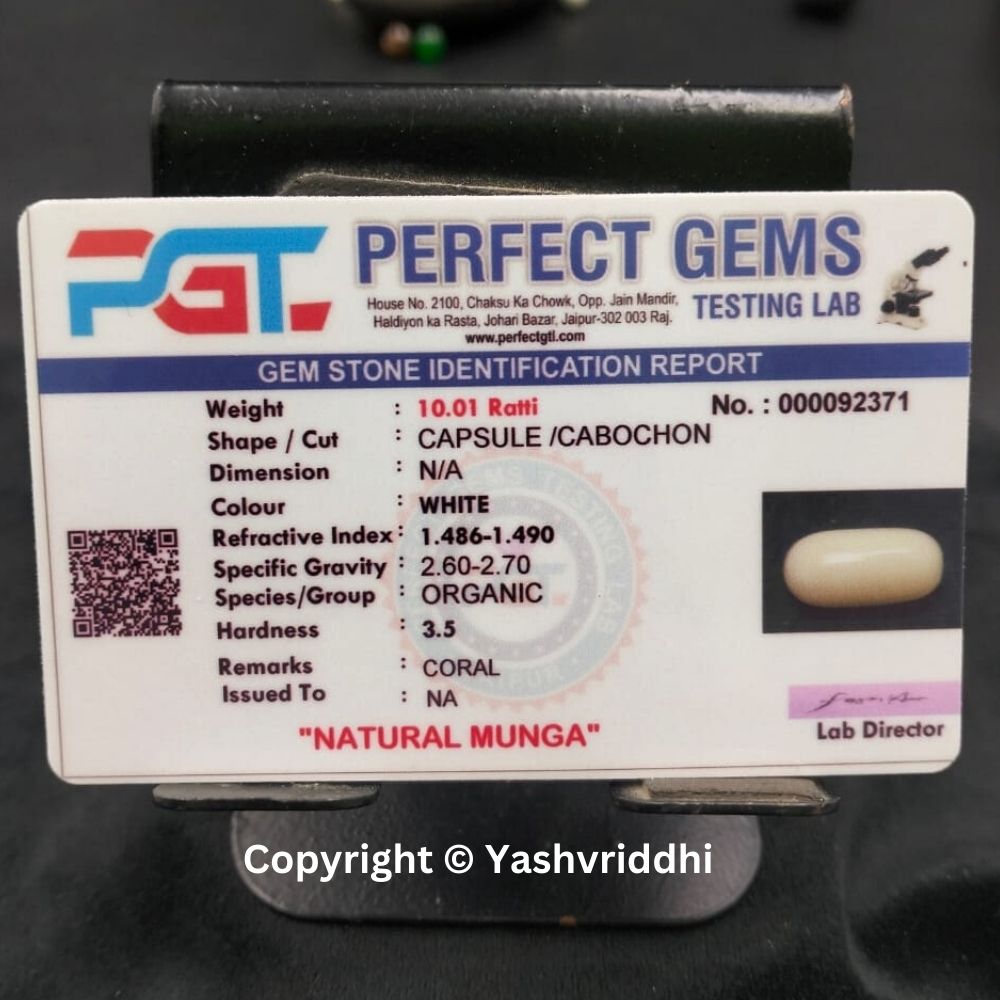 PGT.
PERFECT GEMS
House No. 2100, Chaksu Ka Chowk, Opp. Jain Mandir,
Haldiyon ka Rasta, Johari Bazar, Jaipur-302 003 Raj.
www.perfectgtl.com
TESTING LAB
GEM STONE IDENTIFICATION REPORT
No. : 000092371
Weight : 10.01 Ratti
Shape / Cut : CAPSULE /CABOCHON
Dimension : N/A
Colour : WHITE
Refractive Index : 1.486-1.490
Specific Gravity : 2.60-2.70
Species/Group : ORGANIC
Hardness : 3.5
Remarks : CORAL
Issued To : NA
"NATURAL MUNGA"
Lab Director
Copyright © Yashvriddhi